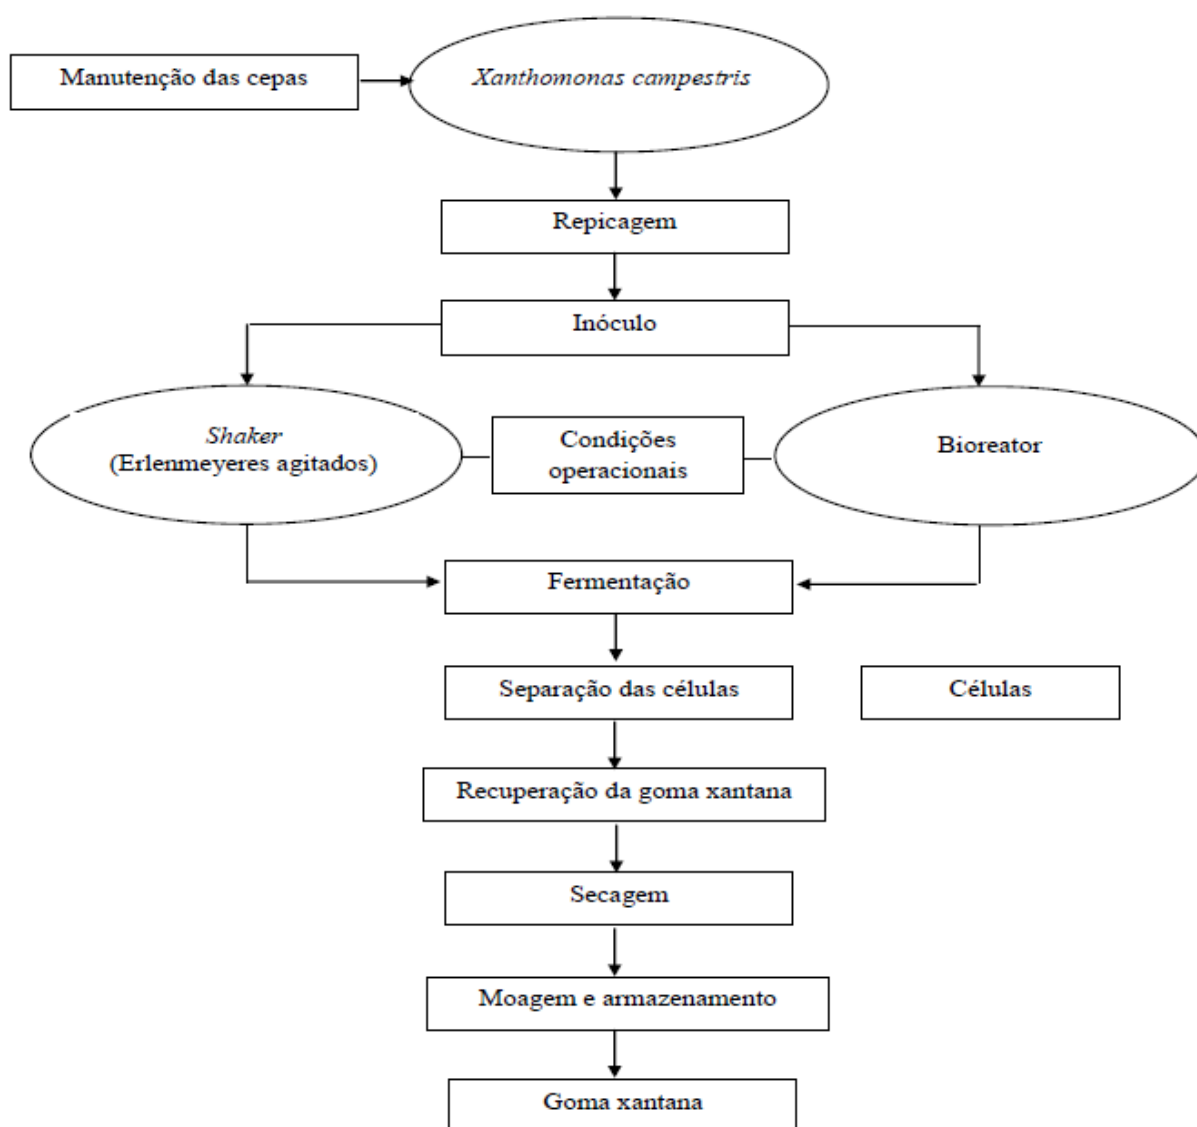 Manutenção das cepas
Xanthomonas campestris
Repicagem
Inóculo
Shaker
(Erlenmeyeres agitados)
Condições
operacionais
Bioreator
Fermentação
Separação das células
Células
Recuperação da goma xantana
Secagem
Moagem e armazenamento
Goma xantana